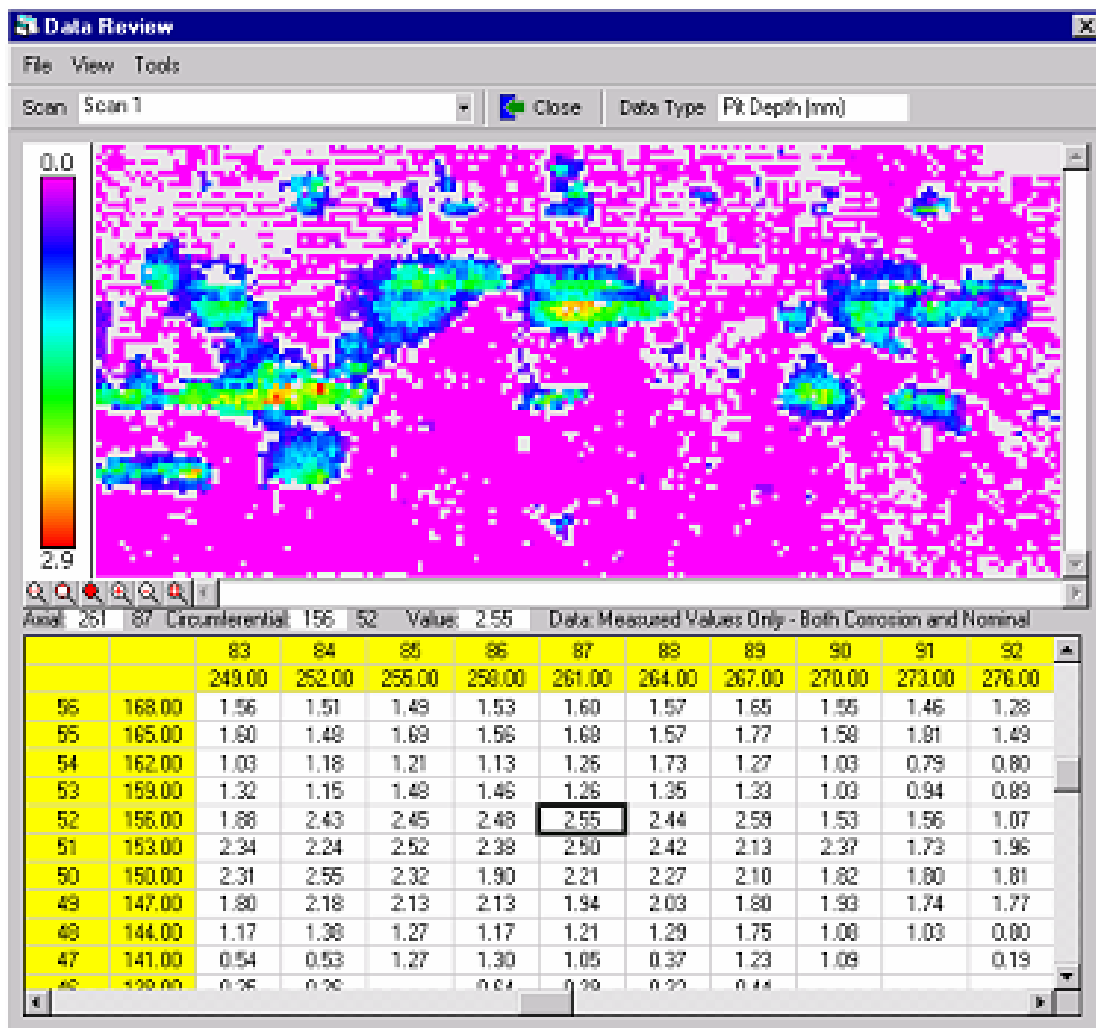 Data Review
File View Tools
Scan Scan 1 Close Data Type Pit Depth (mm)
0.0
2.9
Axial: 261 87 Circumferential: 156 52 Value: 2.55 Data: Measured Values Only - Both Corrosion and Nominal
83 84 85 86 87 88 89 90 91 92
249.00 252.00 255.00 258.00 261.00 264.00 267.00 270.00 273.00 276.00
56 168.00 1.56 1.51 1.49 1.53 1.60 1.57 1.65 1.55 1.46 1.28
55 165.00 1.60 1.48 1.69 1.56 1.68 1.57 1.77 1.58 1.81 1.49
54 162.00 1.03 1.18 1.21 1.13 1.26 1.73 1.27 1.03 0.79 0.80
53 159.00 1.32 1.15 1.48 1.46 1.26 1.35 1.33 1.03 0.94 0.89
52 156.00 1.88 2.43 2.45 2.48 2.55 2.44 2.59 1.53 1.56 1.07
51 153.00 2.34 2.24 2.52 2.38 2.50 2.42 2.13 2.37 1.73 1.96
50 150.00 2.31 2.55 2.32 1.90 2.21 2.27 2.10 1.82 1.80 1.81
49 147.00 1.80 2.18 2.13 2.13 1.94 2.03 1.80 1.93 1.74 1.77
48 144.00 1.17 1.38 1.27 1.17 1.21 1.29 1.75 1.08 1.03 0.80
47 141.00 0.54 0.53 1.27 1.30 1.05 0.37 1.23 1.09 0.19